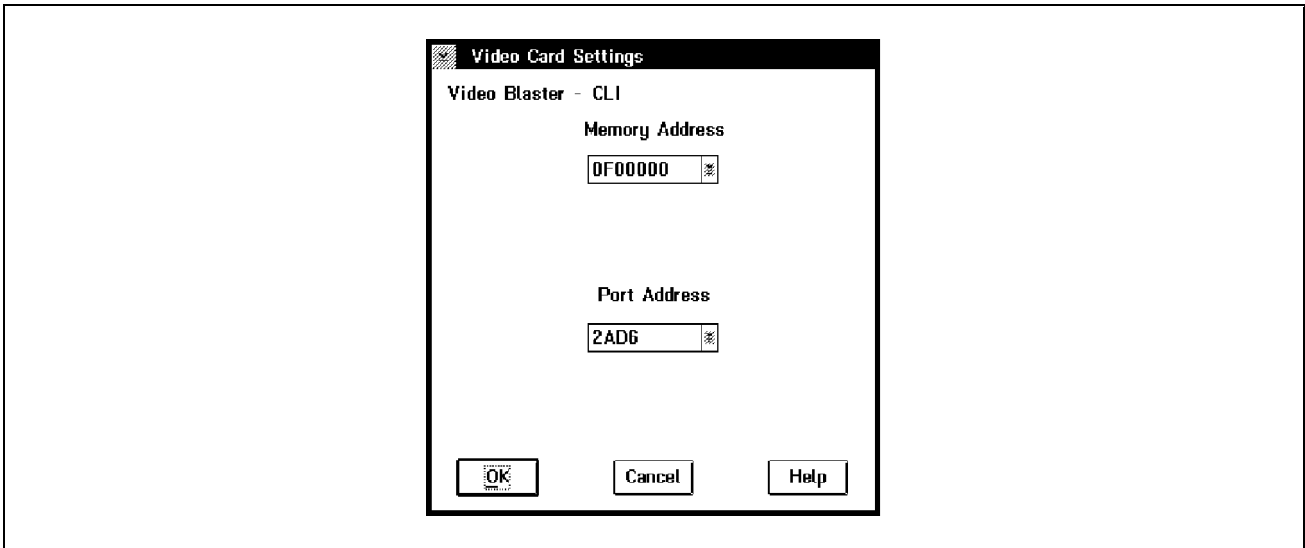 Video Card Settings
Video Blaster - CLI
Memory Address
0F00000
Port Address
2AD6
OK Cancel Help